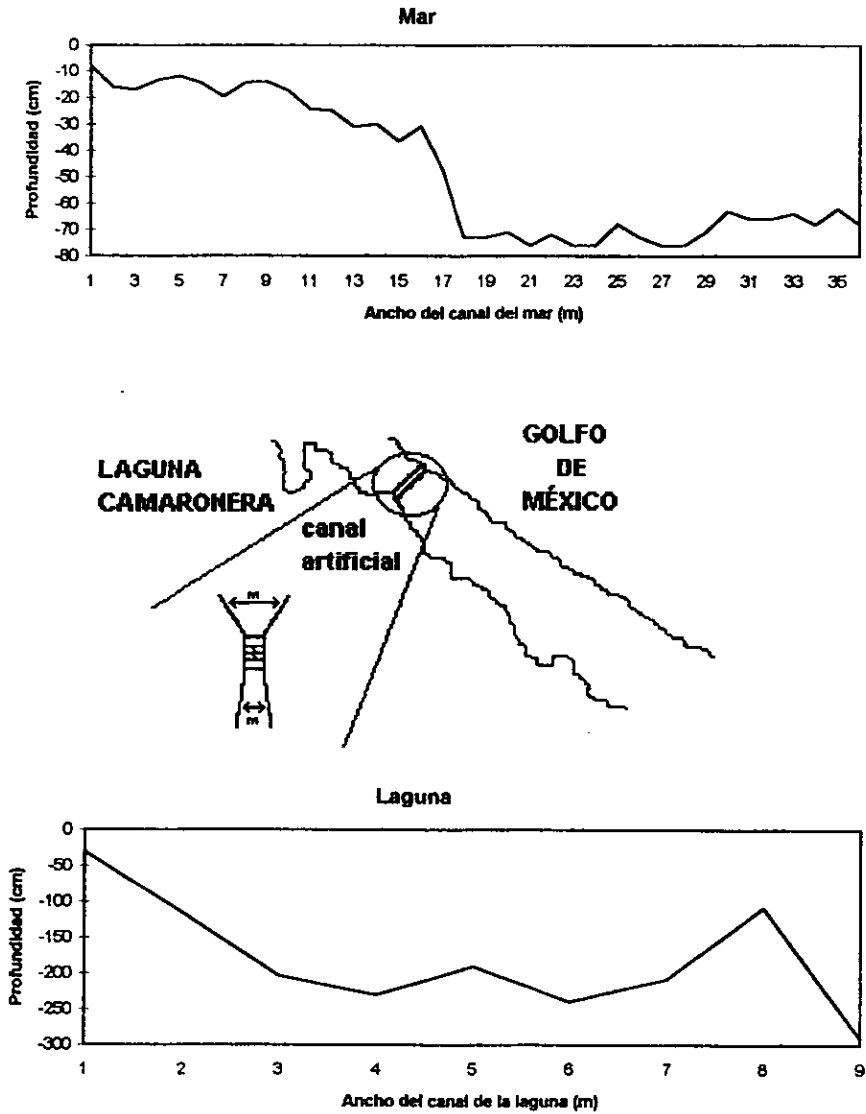 Mar
0
-10
-20
-30
-40
-50
-60
-70
-80
Profundidad (cm)
1 3 5 7 9 11 13 15 17 19 21 23 25 27 29 31 33 35
Ancho del canal del mar (m)
LAGUNA
CAMARONERA
GOLFO
DE
MÉXICO
canal
artificial
M
M
Laguna
0
-50
-100
-150
-200
-250
-300
Profundidad (cm)
1 2 3 4 5 6 7 8 9
Ancho del canal de la laguna (m)